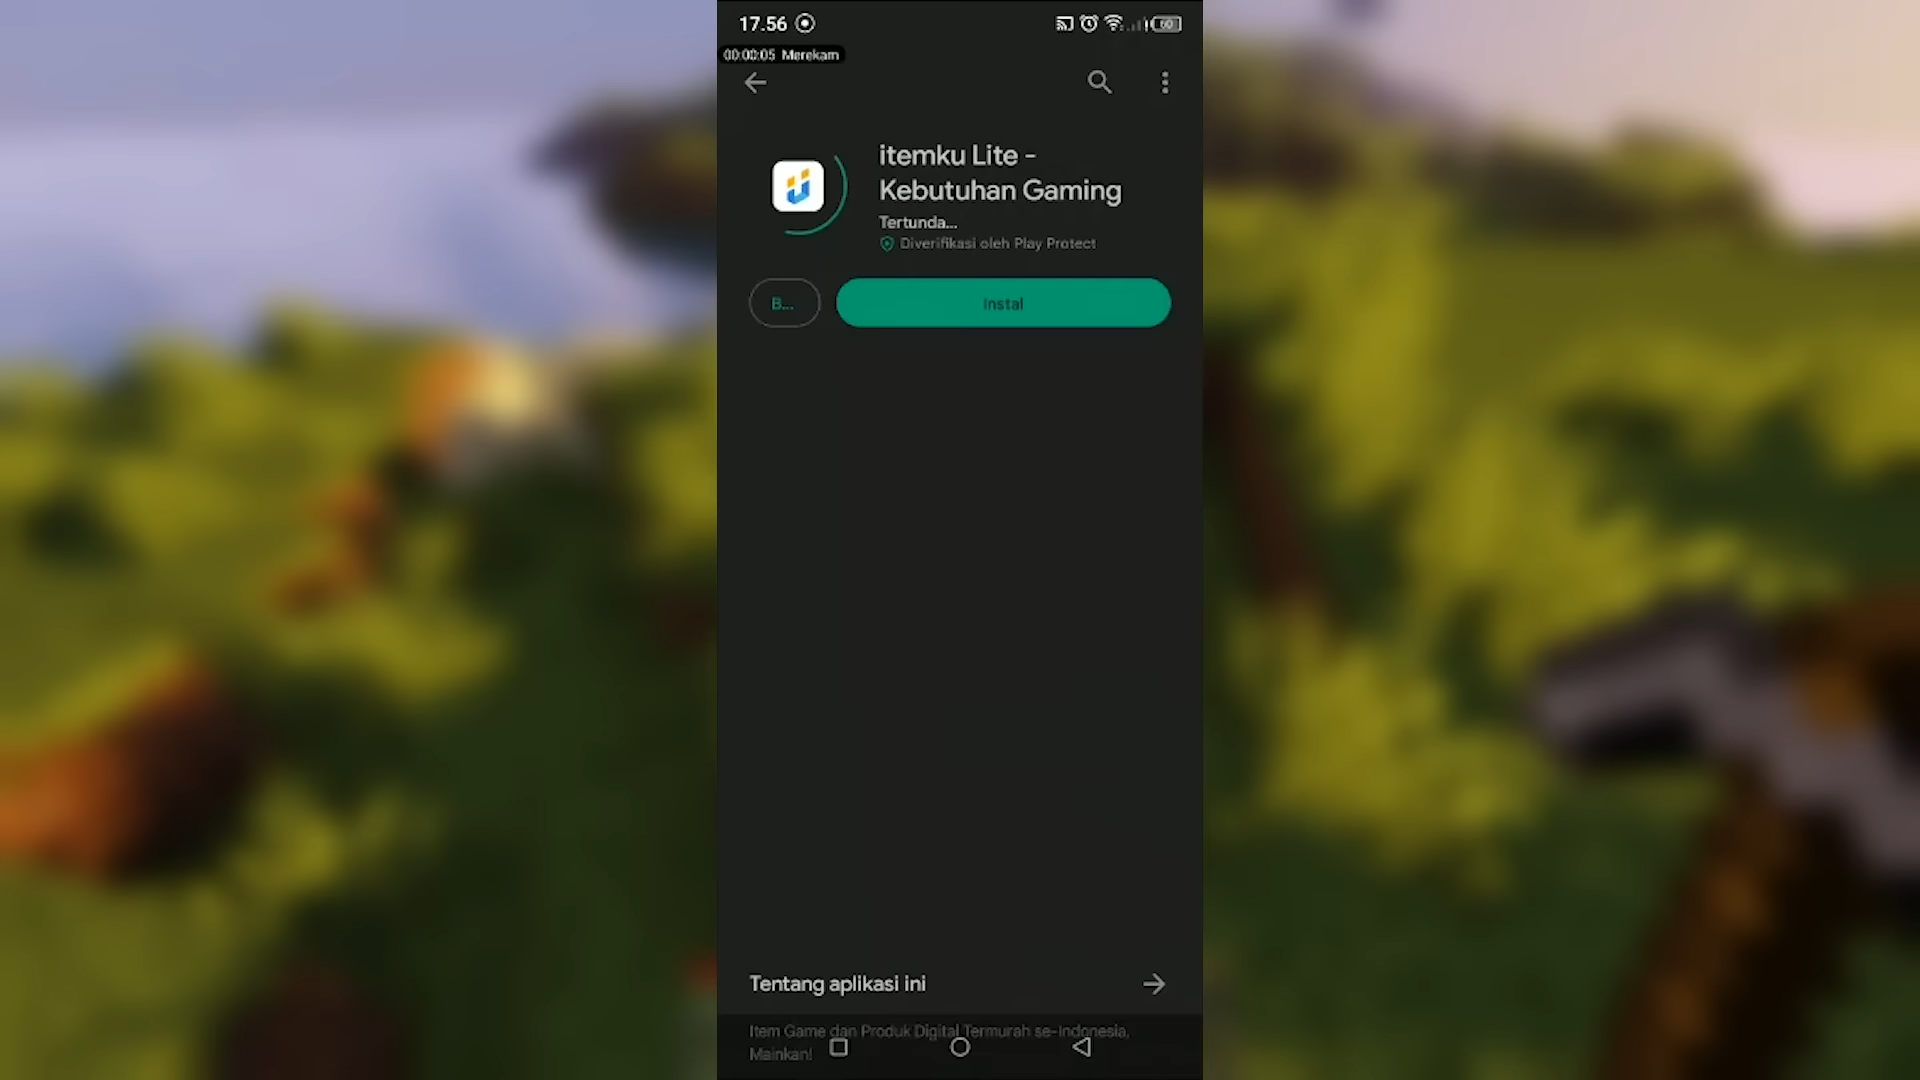 17.56
60
00:00:05 Merekam
itemku Lite -
Kebutuhan Gaming
Tertunda...
Diverifikasi oleh Play Protect
B...
Instal
Tentang aplikasi ini
Item Game dan Produk Digital Termurah se-Indonesia,
Mainkan!